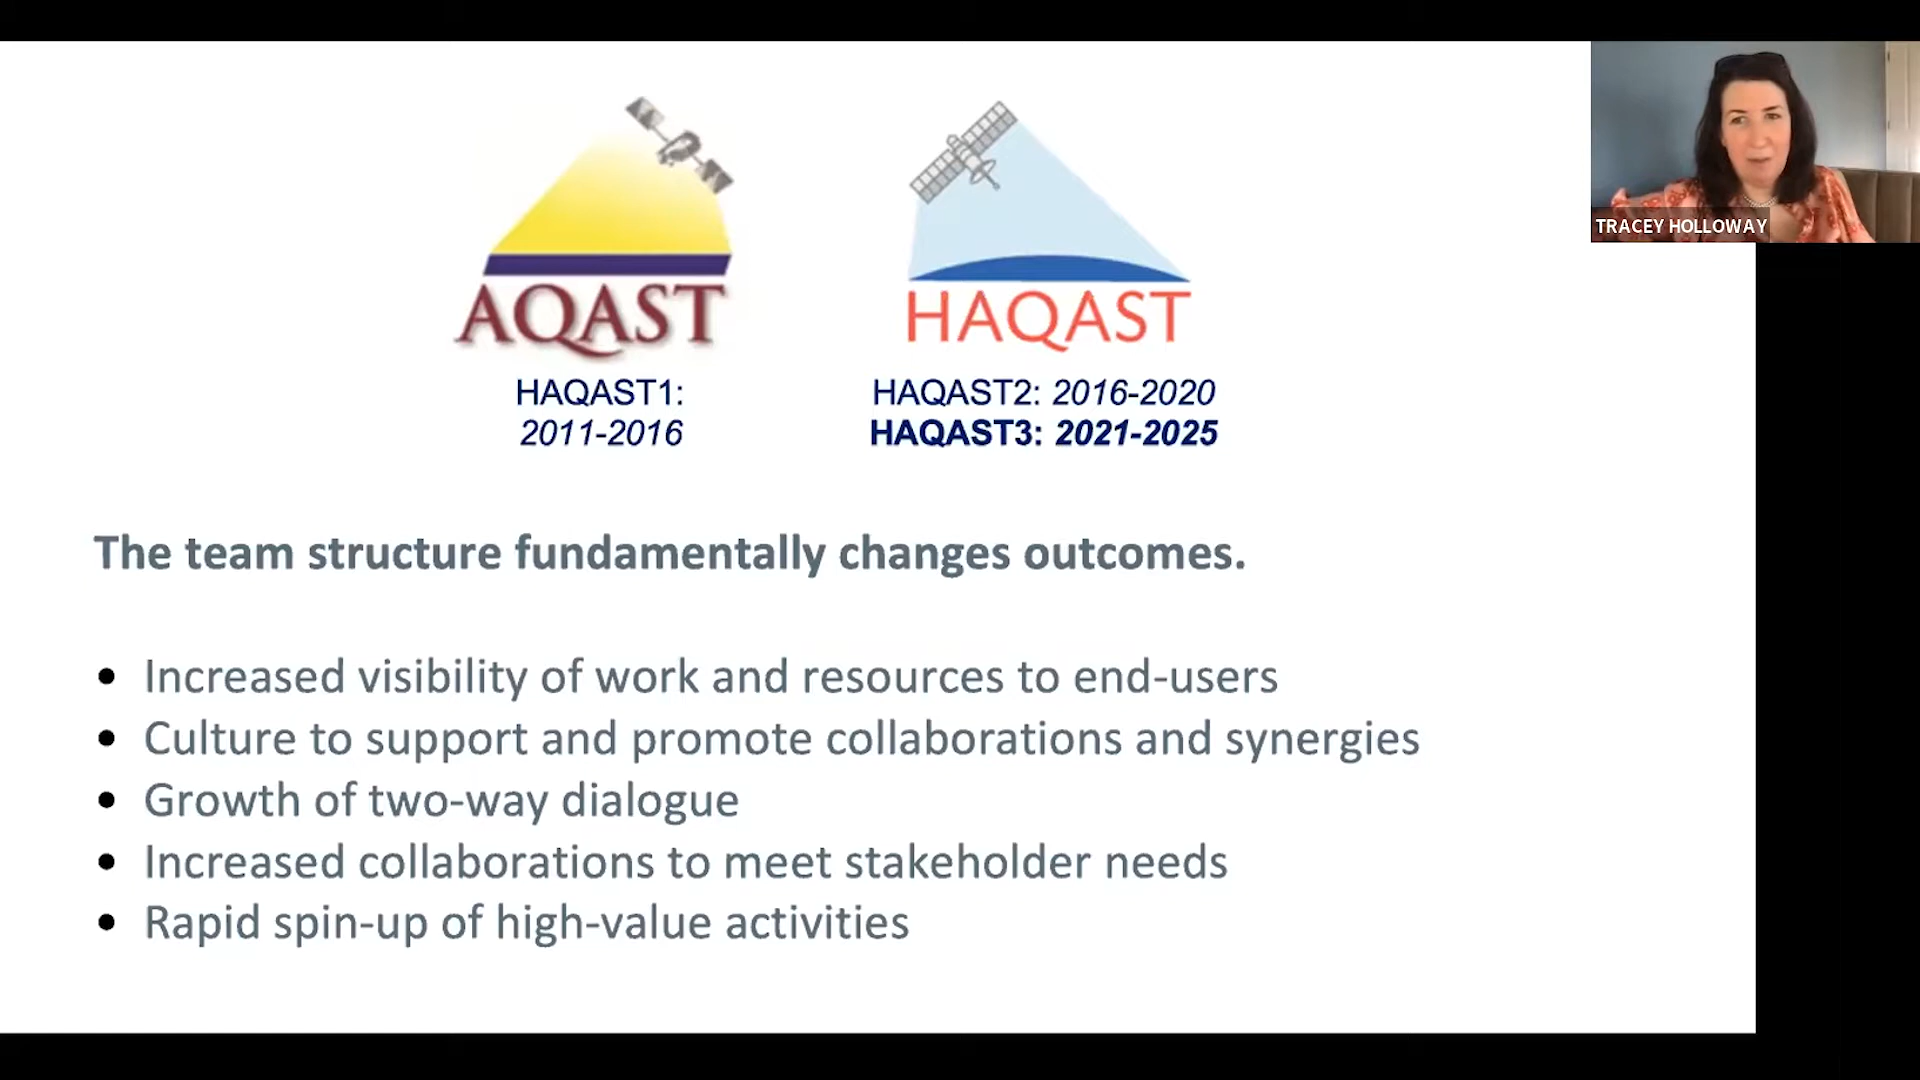 TRACEY HOLLOWAY
AQAST
HAQAST
HAQAST1:
2011-2016
HAQAST2: 2016-2020
HAQAST3: 2021-2025
The team structure fundamentally changes outcomes.
• Increased visibility of work and resources to end-users
• Culture to support and promote collaborations and synergies
• Growth of two-way dialogue
• Increased collaborations to meet stakeholder needs
• Rapid spin-up of high-value activities